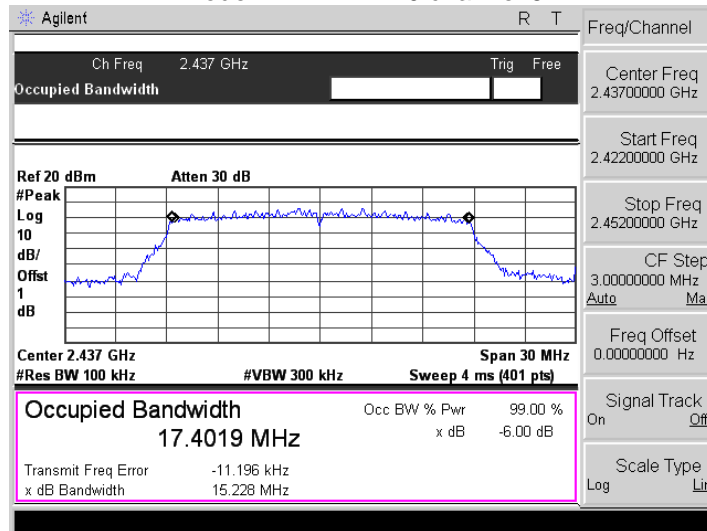 Agilent
R T
Ch Freq 2.437 GHz Trig Free
Occupied Bandwidth
Ref 20 dBm Atten 30 dB
#Peak
Log
10
dB/
Offst
1
dB
Center 2.437 GHz Span 30 MHz
#Res BW 100 kHz #VBW 300 kHz Sweep 4 ms (401 pts)
Occupied Bandwidth
17.4019 MHz
Occ BW % Pwr 99.00 %
x dB -6.00 dB
Transmit Freq Error -11.196 kHz
x dB Bandwidth 15.228 MHz
Freq/Channel
Center Freq
2.43700000 GHz
Start Freq
2.42200000 GHz
Stop Freq
2.45200000 GHz
CF Step
3.00000000 MHz
Auto Ma
Freq Offset
0.00000000 Hz
Signal Track
On Off
Scale Type
Log Lin